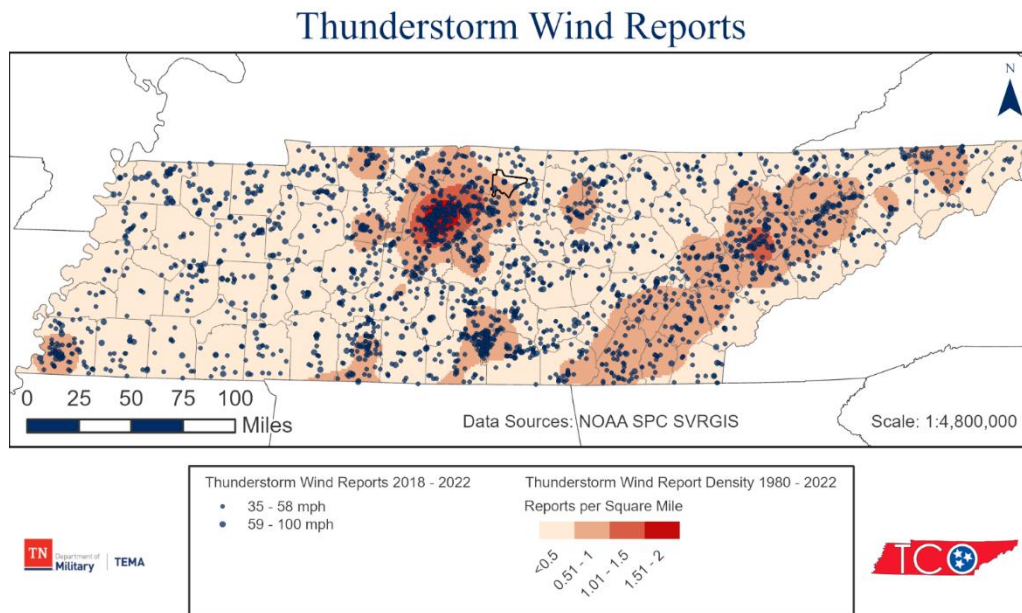 Thunderstorm Wind Reports
N
0 25 50 75 100
Miles
Data Sources: NOAA SPC SVRGIS
Scale: 1:4,800,000
Thunderstorm Wind Reports 2018 - 2022
35 - 58 mph
59 - 100 mph
Thunderstorm Wind Report Density 1980 - 2022
Reports per Square Mile
<0.5
0.51 - 1
1.01 - 1.5
1.51 - 2
TN
Department of
Military
TEMA
TCO